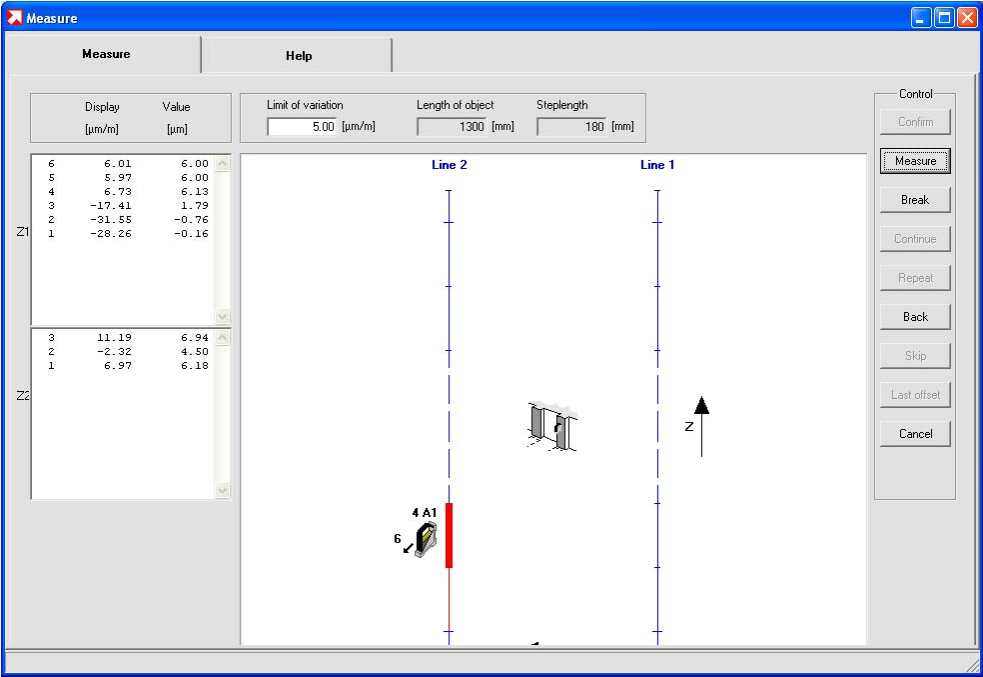 Measure
Measure Help
Display Value
[µm/m] [µm]
Limit of variation Length of object Steplength
5.00 [µm/m] 1300 [mm] 180 [mm]
Control
Confirm
Measure
Break
Continue
Repeat
Back
Skip
Last offset
Cancel
Z1
6 6.01 6.00
5 5.97 6.00
4 6.73 6.13
3 -17.41 1.79
2 -31.55 -0.76
1 -28.26 -0.16
Z2
3 11.19 6.94
2 -2.32 4.50
1 6.97 6.18
Line 2 Line 1
Z
4 A1
6